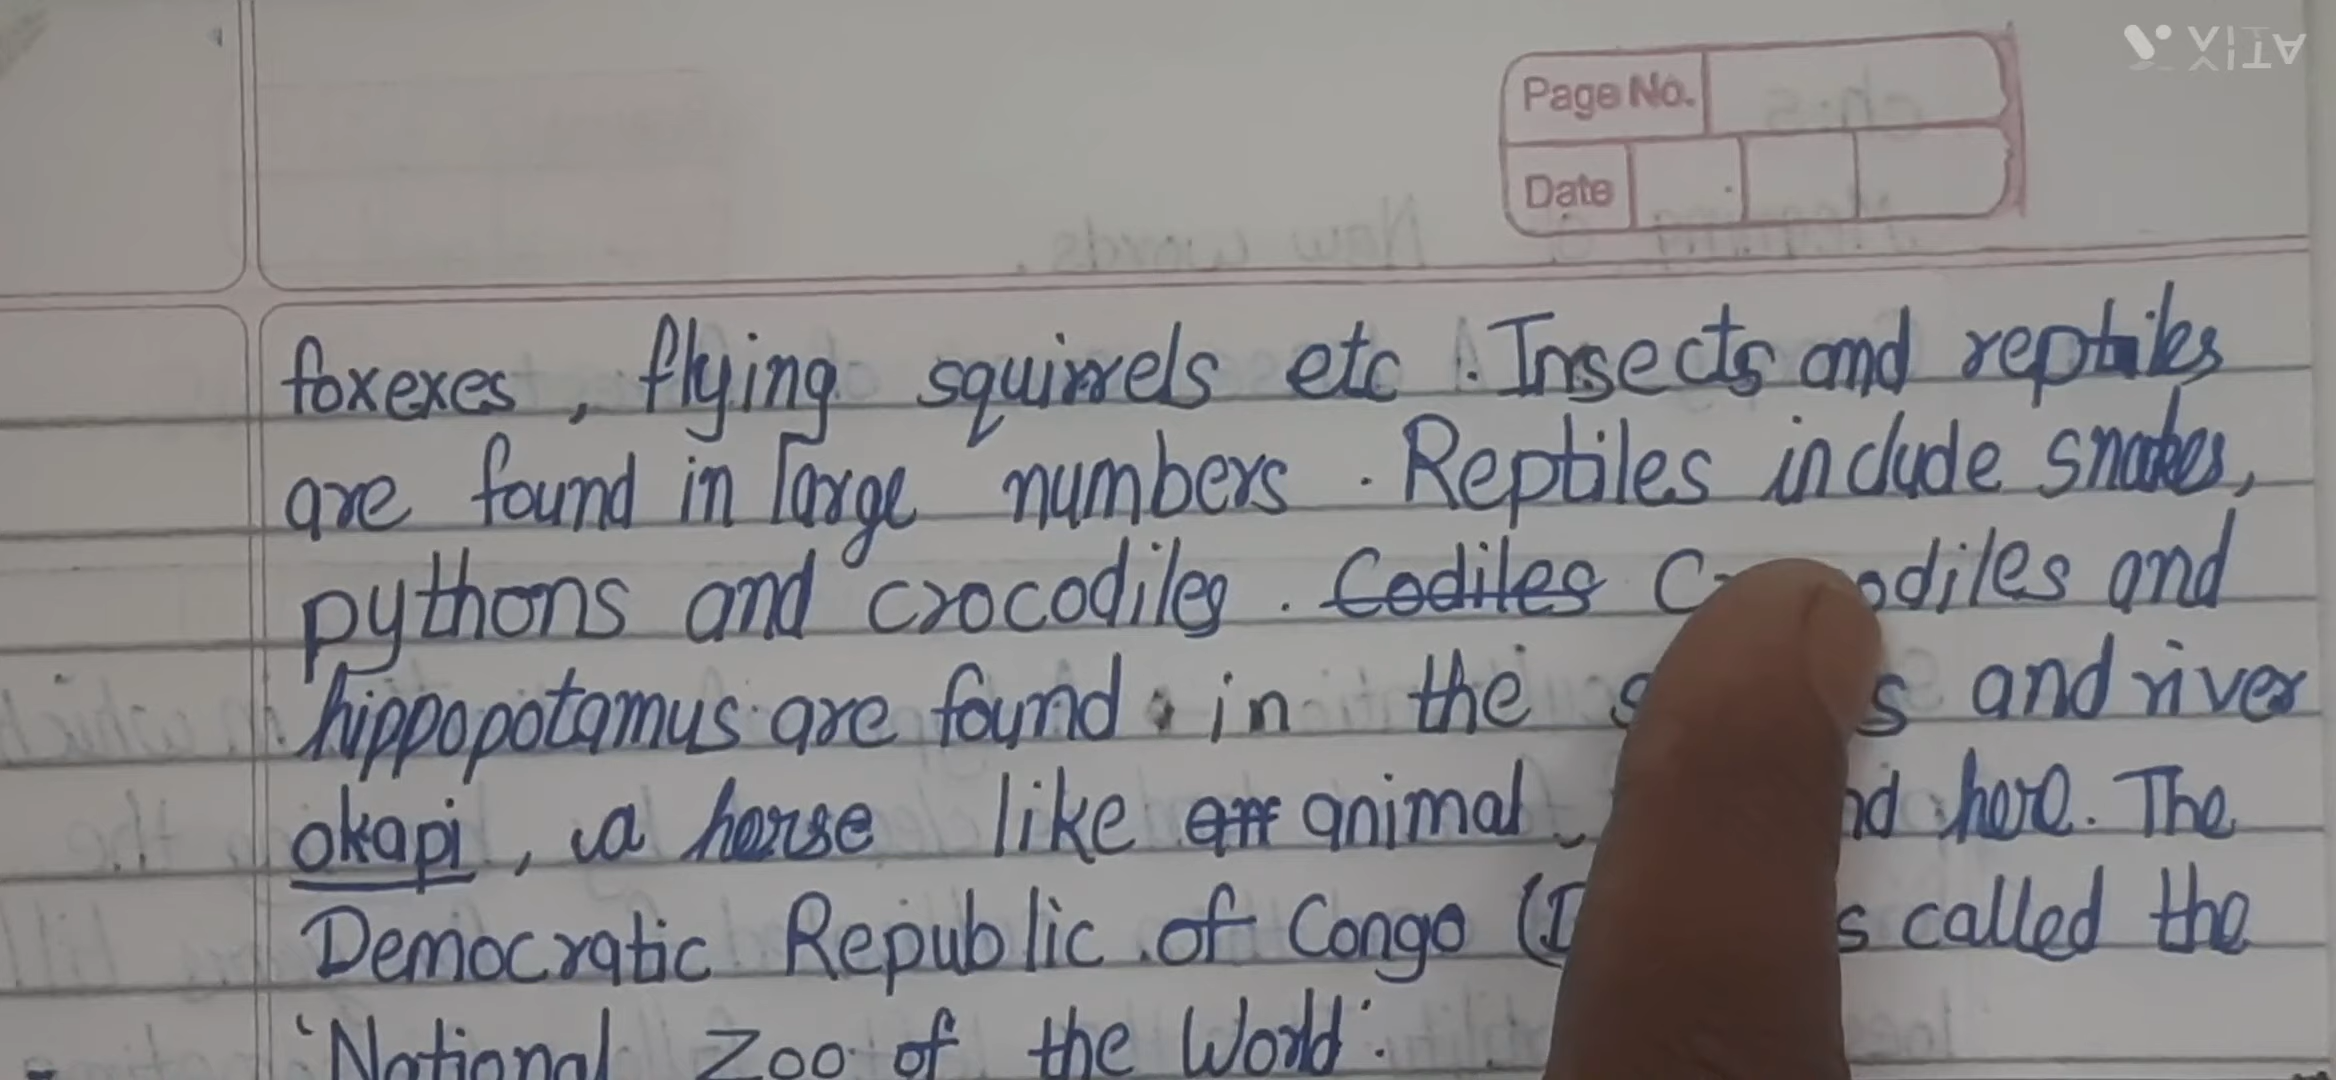 Page No.
Date
foxexes, flying squirrels etc. Insects and reptiles
are found in large numbers. Reptiles include snakes,
pythons and crocodiles. Codiles and
hippopotamus are found in the and river
okapi, a horse like an animal here. The
Democratic Republic of Congo called the
'National Zoo of the World'.